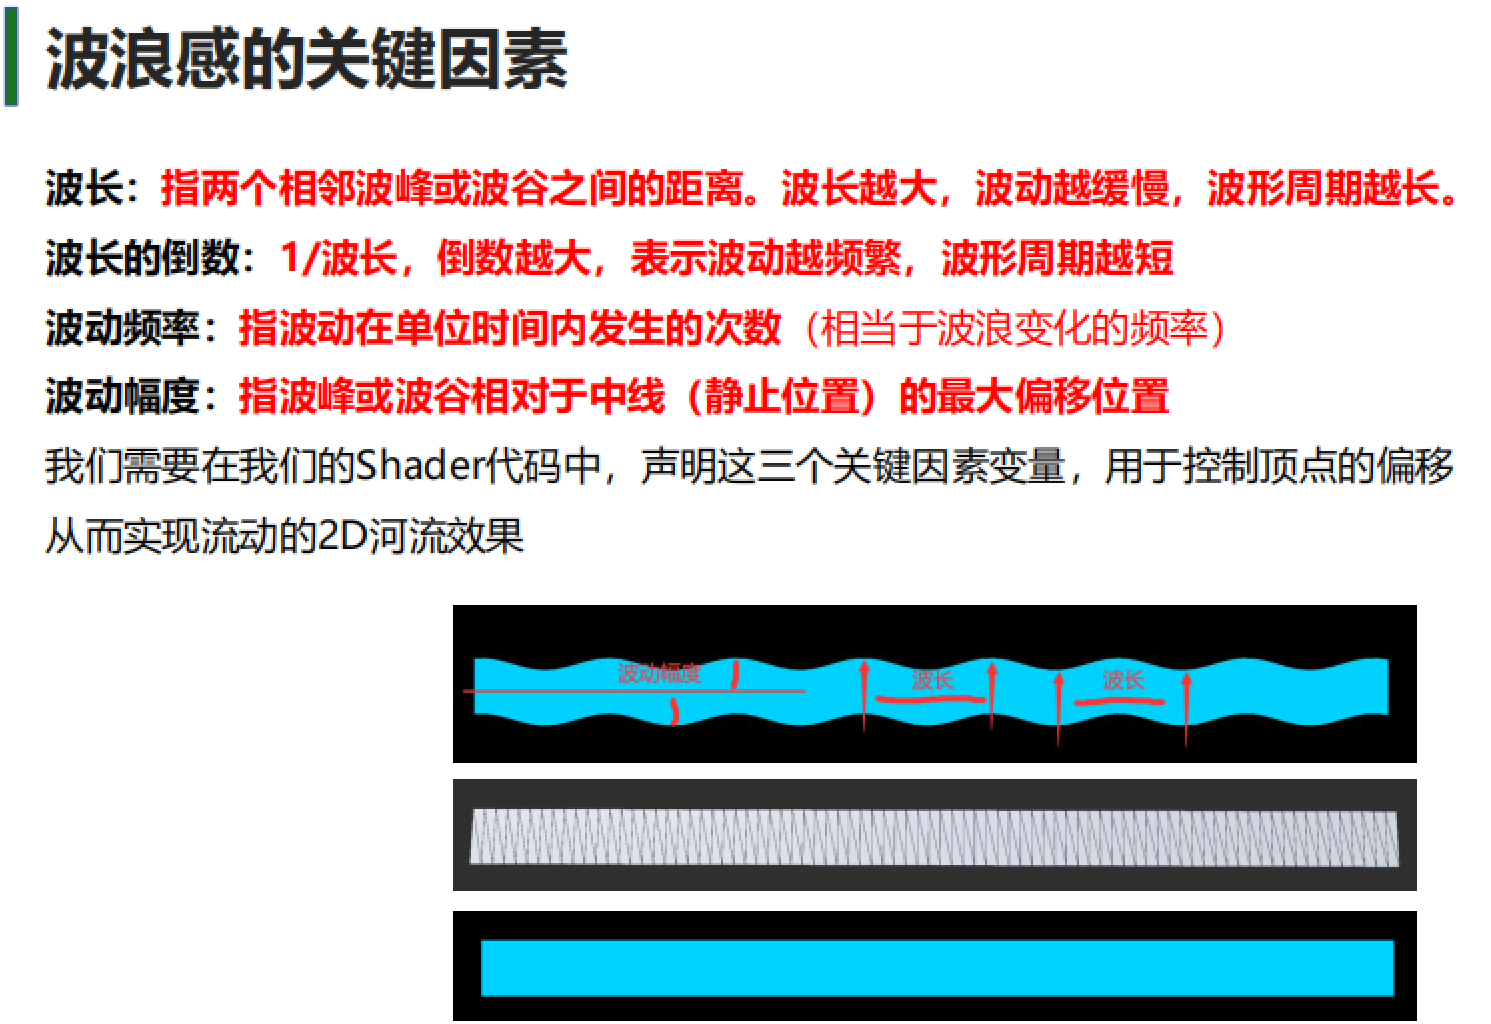 波浪感的关键因素
波长：指两个相邻波峰或波谷之间的距离。波长越大，波动越缓慢，波形周期越长。
波长的倒数：1/波长，倒数越大，表示波动越频繁，波形周期越短
波动频率：指波动在单位时间内发生的次数（相当于波浪变化的频率）
波动幅度：指波峰或波谷相对于中线（静止位置）的最大偏移位置
我们需要在我们的Shader代码中，声明这三个关键因素变量，用于控制顶点的偏移
从而实现流动的2D河流效果
波动幅度
波长
波长